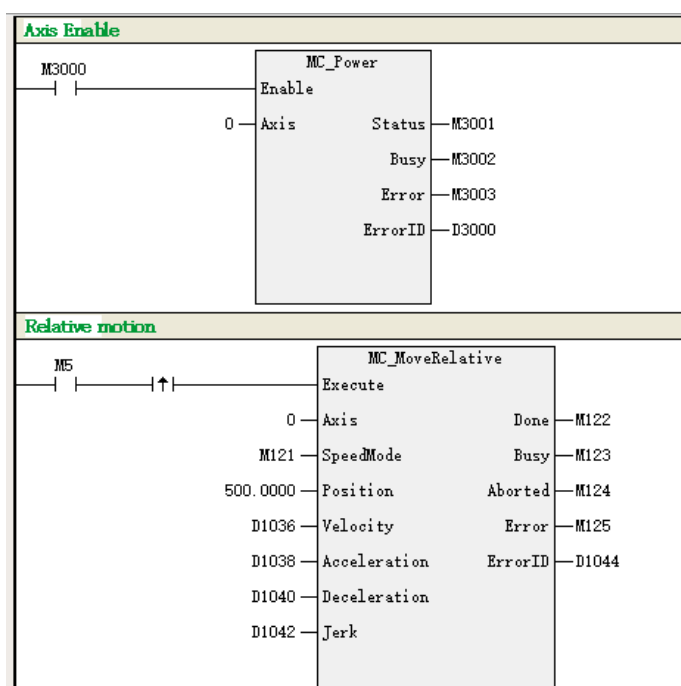 Axis Enable
M3000
MC_Power
Enable
0 Axis Status M3001
Busy M3002
Error M3003
ErrorID D3000
Relative motion
M5
MC_MoveRelative
Execute
0 Axis Done M122
M121 SpeedMode Busy M123
500.0000 Position Aborted M124
D1036 Velocity Error M125
D1038 Acceleration ErrorID D1044
D1040 Deceleration
D1042 Jerk